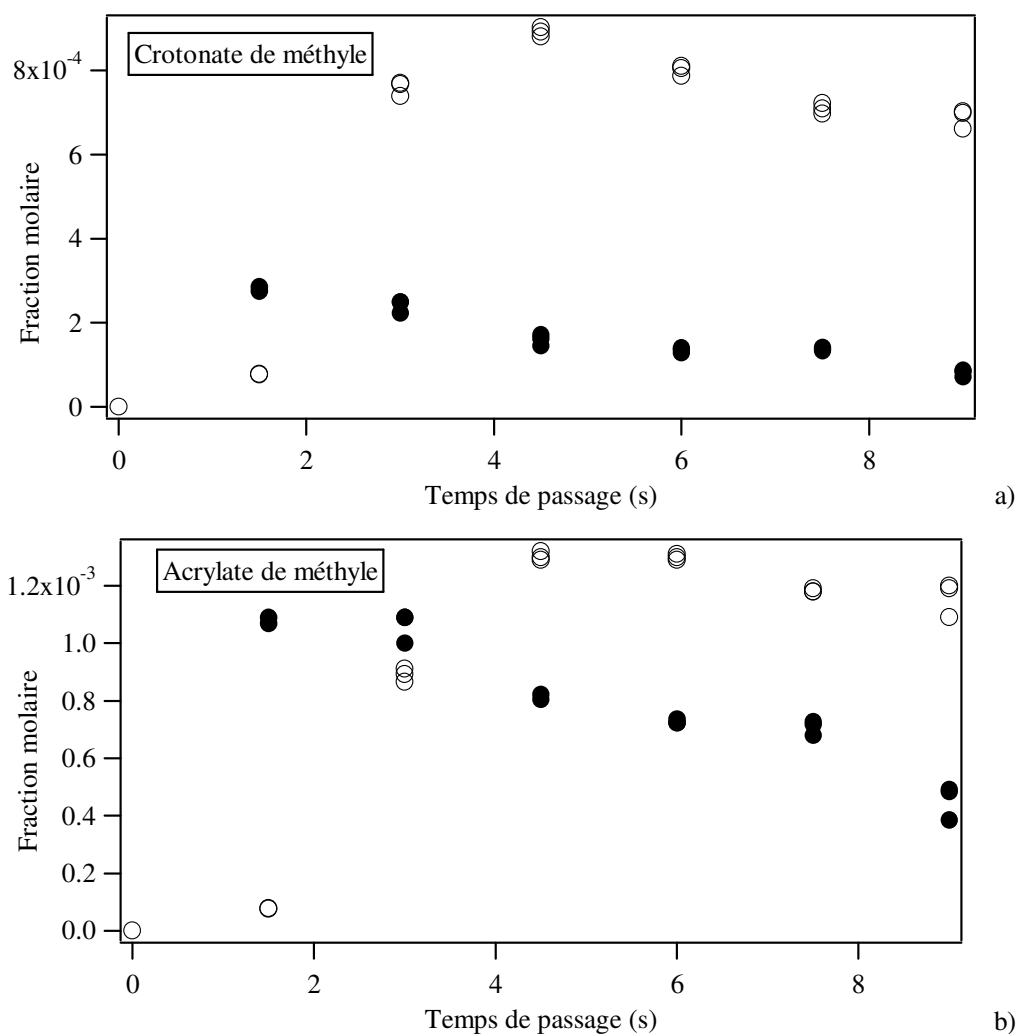 Crotonate de méthyle
8x10⁻⁴
6
4
2
0
Fraction molaire
0 2 4 6 8
Temps de passage (s)
a)
Acrylate de méthyle
1.2x10⁻³
1.0
0.8
0.6
0.4
0.2
0.0
Fraction molaire
0 2 4 6 8
Temps de passage (s)
b)